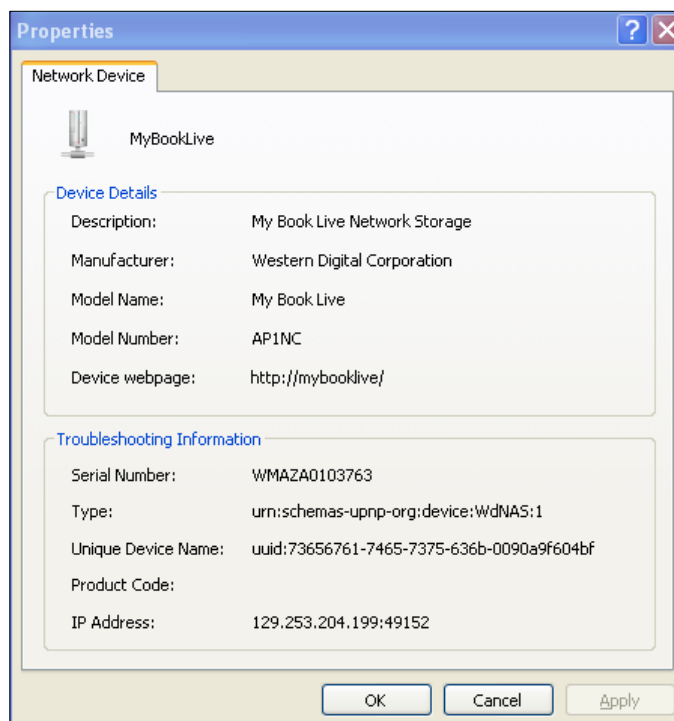 Properties
?
Network Device
MyBookLive
Device Details
Description: My Book Live Network Storage
Manufacturer: Western Digital Corporation
Model Name: My Book Live
Model Number: AP1NC
Device webpage: http://mybooklive/
Troubleshooting Information
Serial Number: WMAZA0103763
Type: urn:schemas-upnp-org:device:WdNAS:1
Unique Device Name: uuid:73656761-7465-7375-636b-0090a9f604bf
Product Code:
IP Address: 129.253.204.199:49152
OK Cancel Apply